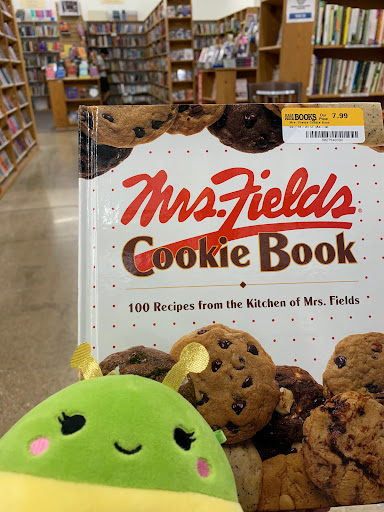 BOOKS
7.99
Mrs. Fields
Cookie Book
100 Recipes from the Kitchen of Mrs. Fields